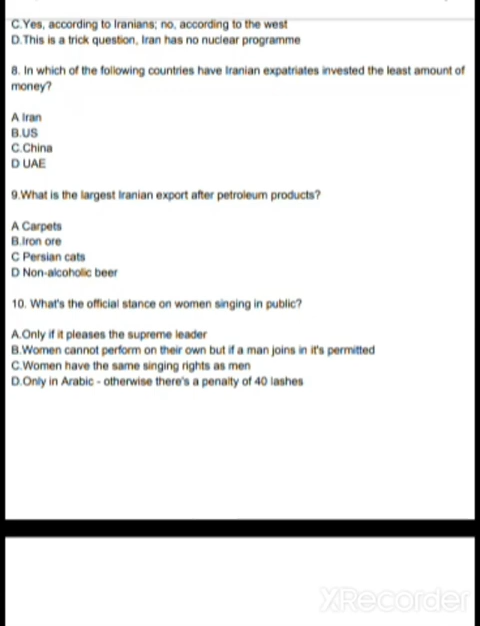 C.Yes, according to Iranians; no, according to the west
D.This is a trick question, Iran has no nuclear programme
8. In which of the following countries have Iranian expatriates invested the least amount of
money?
A Iran
B.US
C.China
D UAE
9.What is the largest Iranian export after petroleum products?
A Carpets
B.Iron ore
C Persian cats
D Non-alcoholic beer
10. What's the official stance on women singing in public?
A.Only if it pleases the supreme leader
B.Women cannot perform on their own but if a man joins in it's permitted
C.Women have the same singing rights as men
D.Only in Arabic - otherwise there's a penalty of 40 lashes
XRecorder